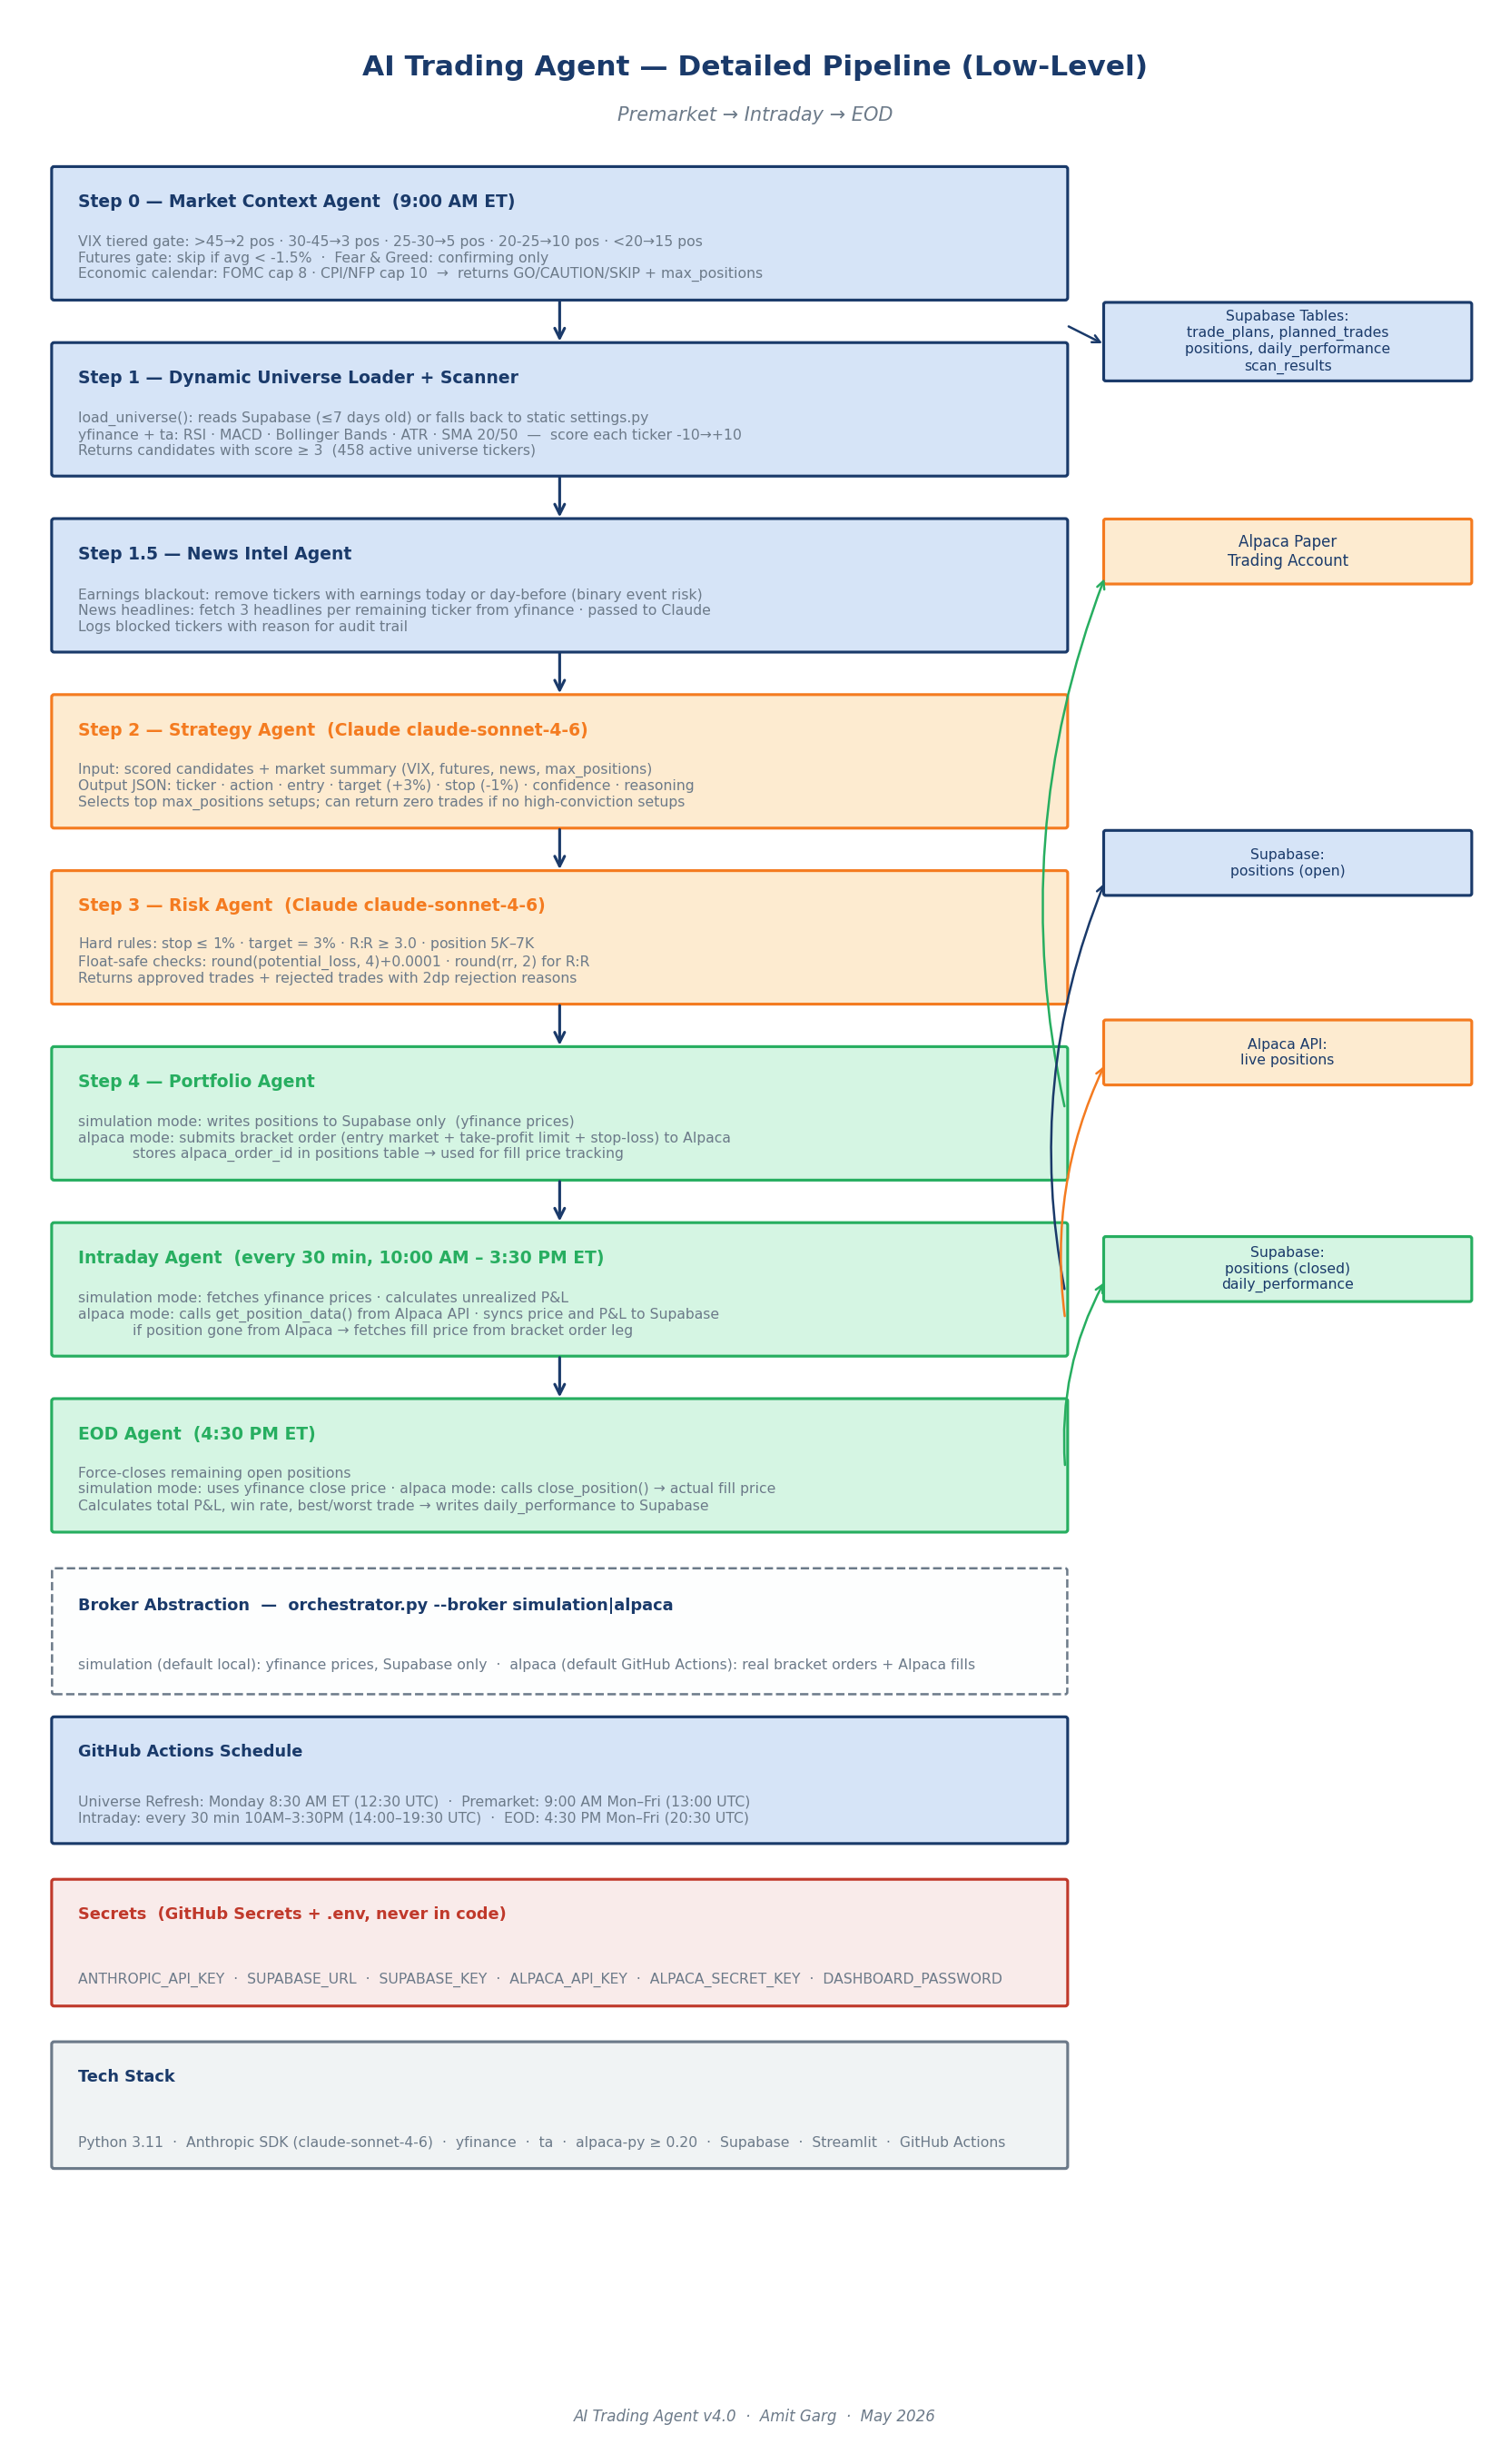 AI Trading Agent — Detailed Pipeline (Low-Level)
Premarket → Intraday → EOD
Step 0 — Market Context Agent  (9:00 AM ET)
VIX tiered gate: >45→2 pos · 30-45→3 pos · 25-30→5 pos · 20-25→10 pos · <20→15 pos
Futures gate: skip if avg < -1.5%  ·  Fear & Greed: confirming only
Economic calendar: FOMC cap 8 · CPI/NFP cap 10  →  returns GO/CAUTION/SKIP + max_positions
Supabase Tables:
trade_plans, planned_trades
positions, daily_performance
scan_results
Step 1 — Dynamic Universe Loader + Scanner
load_universe(): reads Supabase (≤7 days old) or falls back to static settings.py
yfinance + ta: RSI · MACD · Bollinger Bands · ATR · SMA 20/50  —  score each ticker -10→+10
Returns candidates with score ≥ 3  (458 active universe tickers)
Step 1.5 — News Intel Agent
Earnings blackout: remove tickers with earnings today or day-before (binary event risk)
News headlines: fetch 3 headlines per remaining ticker from yfinance · passed to Claude
Logs blocked tickers with reason for audit trail
Alpaca Paper
Trading Account
Step 2 — Strategy Agent  (Claude claude-sonnet-4-6)
Input: scored candidates + market summary (VIX, futures, news, max_positions)
Output JSON: ticker · action · entry · target (+3%) · stop (-1%) · confidence · reasoning
Selects top max_positions setups; can return zero trades if no high-conviction setups
Supabase:
positions (open)
Step 3 — Risk Agent  (Claude claude-sonnet-4-6)
Hard rules: stop ≤ 1% · target = 3% · R:R ≥ 3.0 · position 5K–7K
Float-safe checks: round(potential_loss, 4)+0.0001 · round(rr, 2) for R:R
Returns approved trades + rejected trades with 2dp rejection reasons
Alpaca API:
live positions
Step 4 — Portfolio Agent
simulation mode: writes positions to Supabase only  (yfinance prices)
alpaca mode: submits bracket order (entry market + take-profit limit + stop-loss) to Alpaca
stores alpaca_order_id in positions table → used for fill price tracking
Intraday Agent  (every 30 min, 10:00 AM – 3:30 PM ET)
simulation mode: fetches yfinance prices · calculates unrealized P&L
alpaca mode: calls get_position_data() from Alpaca API · syncs price and P&L to Supabase
if position gone from Alpaca → fetches fill price from bracket order leg
Supabase:
positions (closed)
daily_performance
EOD Agent  (4:30 PM ET)
Force-closes remaining open positions
simulation mode: uses yfinance close price · alpaca mode: calls close_position() → actual fill price
Calculates total P&L, win rate, best/worst trade → writes daily_performance to Supabase
Broker Abstraction  —  orchestrator.py --broker simulation|alpaca
simulation (default local): yfinance prices, Supabase only  ·  alpaca (default GitHub Actions): real bracket orders + Alpaca fills
GitHub Actions Schedule
Universe Refresh: Monday 8:30 AM ET (12:30 UTC)  ·  Premarket: 9:00 AM Mon–Fri (13:00 UTC)
Intraday: every 30 min 10AM–3:30PM (14:00–19:30 UTC)  ·  EOD: 4:30 PM Mon–Fri (20:30 UTC)
Secrets  (GitHub Secrets + .env, never in code)
ANTHROPIC_API_KEY  ·  SUPABASE_URL  ·  SUPABASE_KEY  ·  ALPACA_API_KEY  ·  ALPACA_SECRET_KEY  ·  DASHBOARD_PASSWORD
Tech Stack
Python 3.11  ·  Anthropic SDK (claude-sonnet-4-6)  ·  yfinance  ·  ta  ·  alpaca-py ≥ 0.20  ·  Supabase  ·  Streamlit  ·  GitHub Actions
AI Trading Agent v4.0  ·  Amit Garg  ·  May 2026